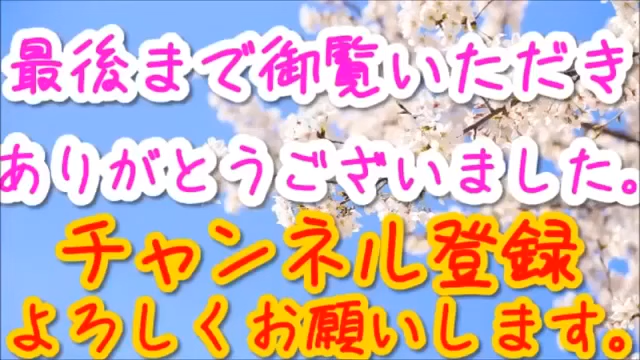 最後まで御覧いただき
ありがとうございました。
チャンネル登録
よろしくお願いします。